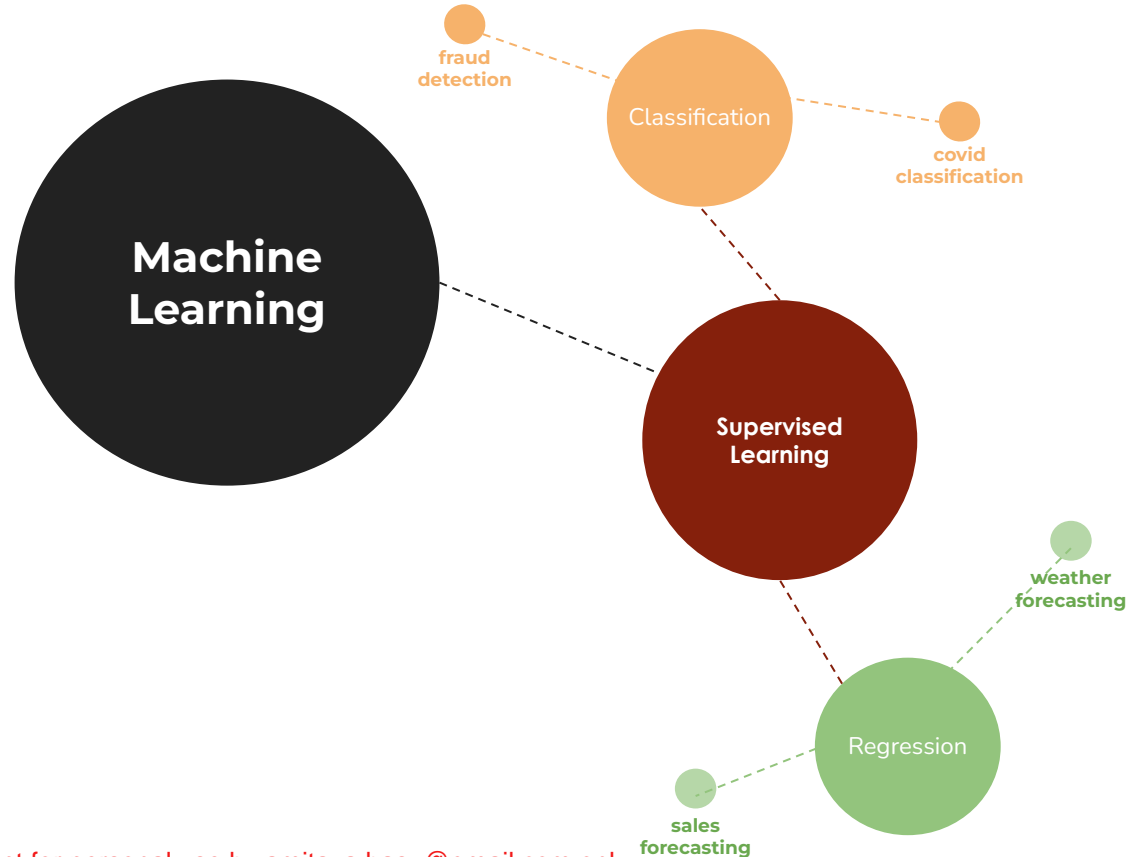 fraud
detection
Classification
covid
classification
Machine
Learning
Supervised
Learning
weather
forecasting
Regression
sales
forecasting